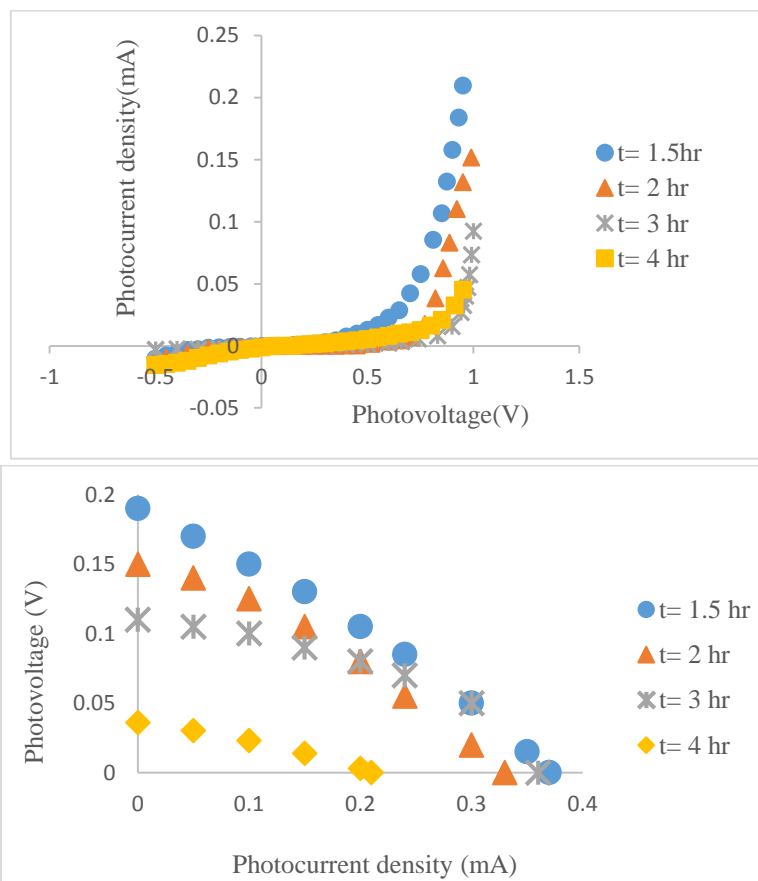 0.25
0.2
0.15
0.1
0.05
0
-0.05
-1
-0.5
0
0.5
1
1.5
Photocurrent density(mA)
Photovoltage(V)
t= 1.5hr
t= 2 hr
t= 3 hr
t= 4 hr
0.2
0.15
0.1
0.05
0
0
0.1
0.2
0.3
0.4
Photovoltage (V)
Photocurrent density (mA)
t= 1.5 hr
t= 2 hr
t= 3 hr
t= 4 hr